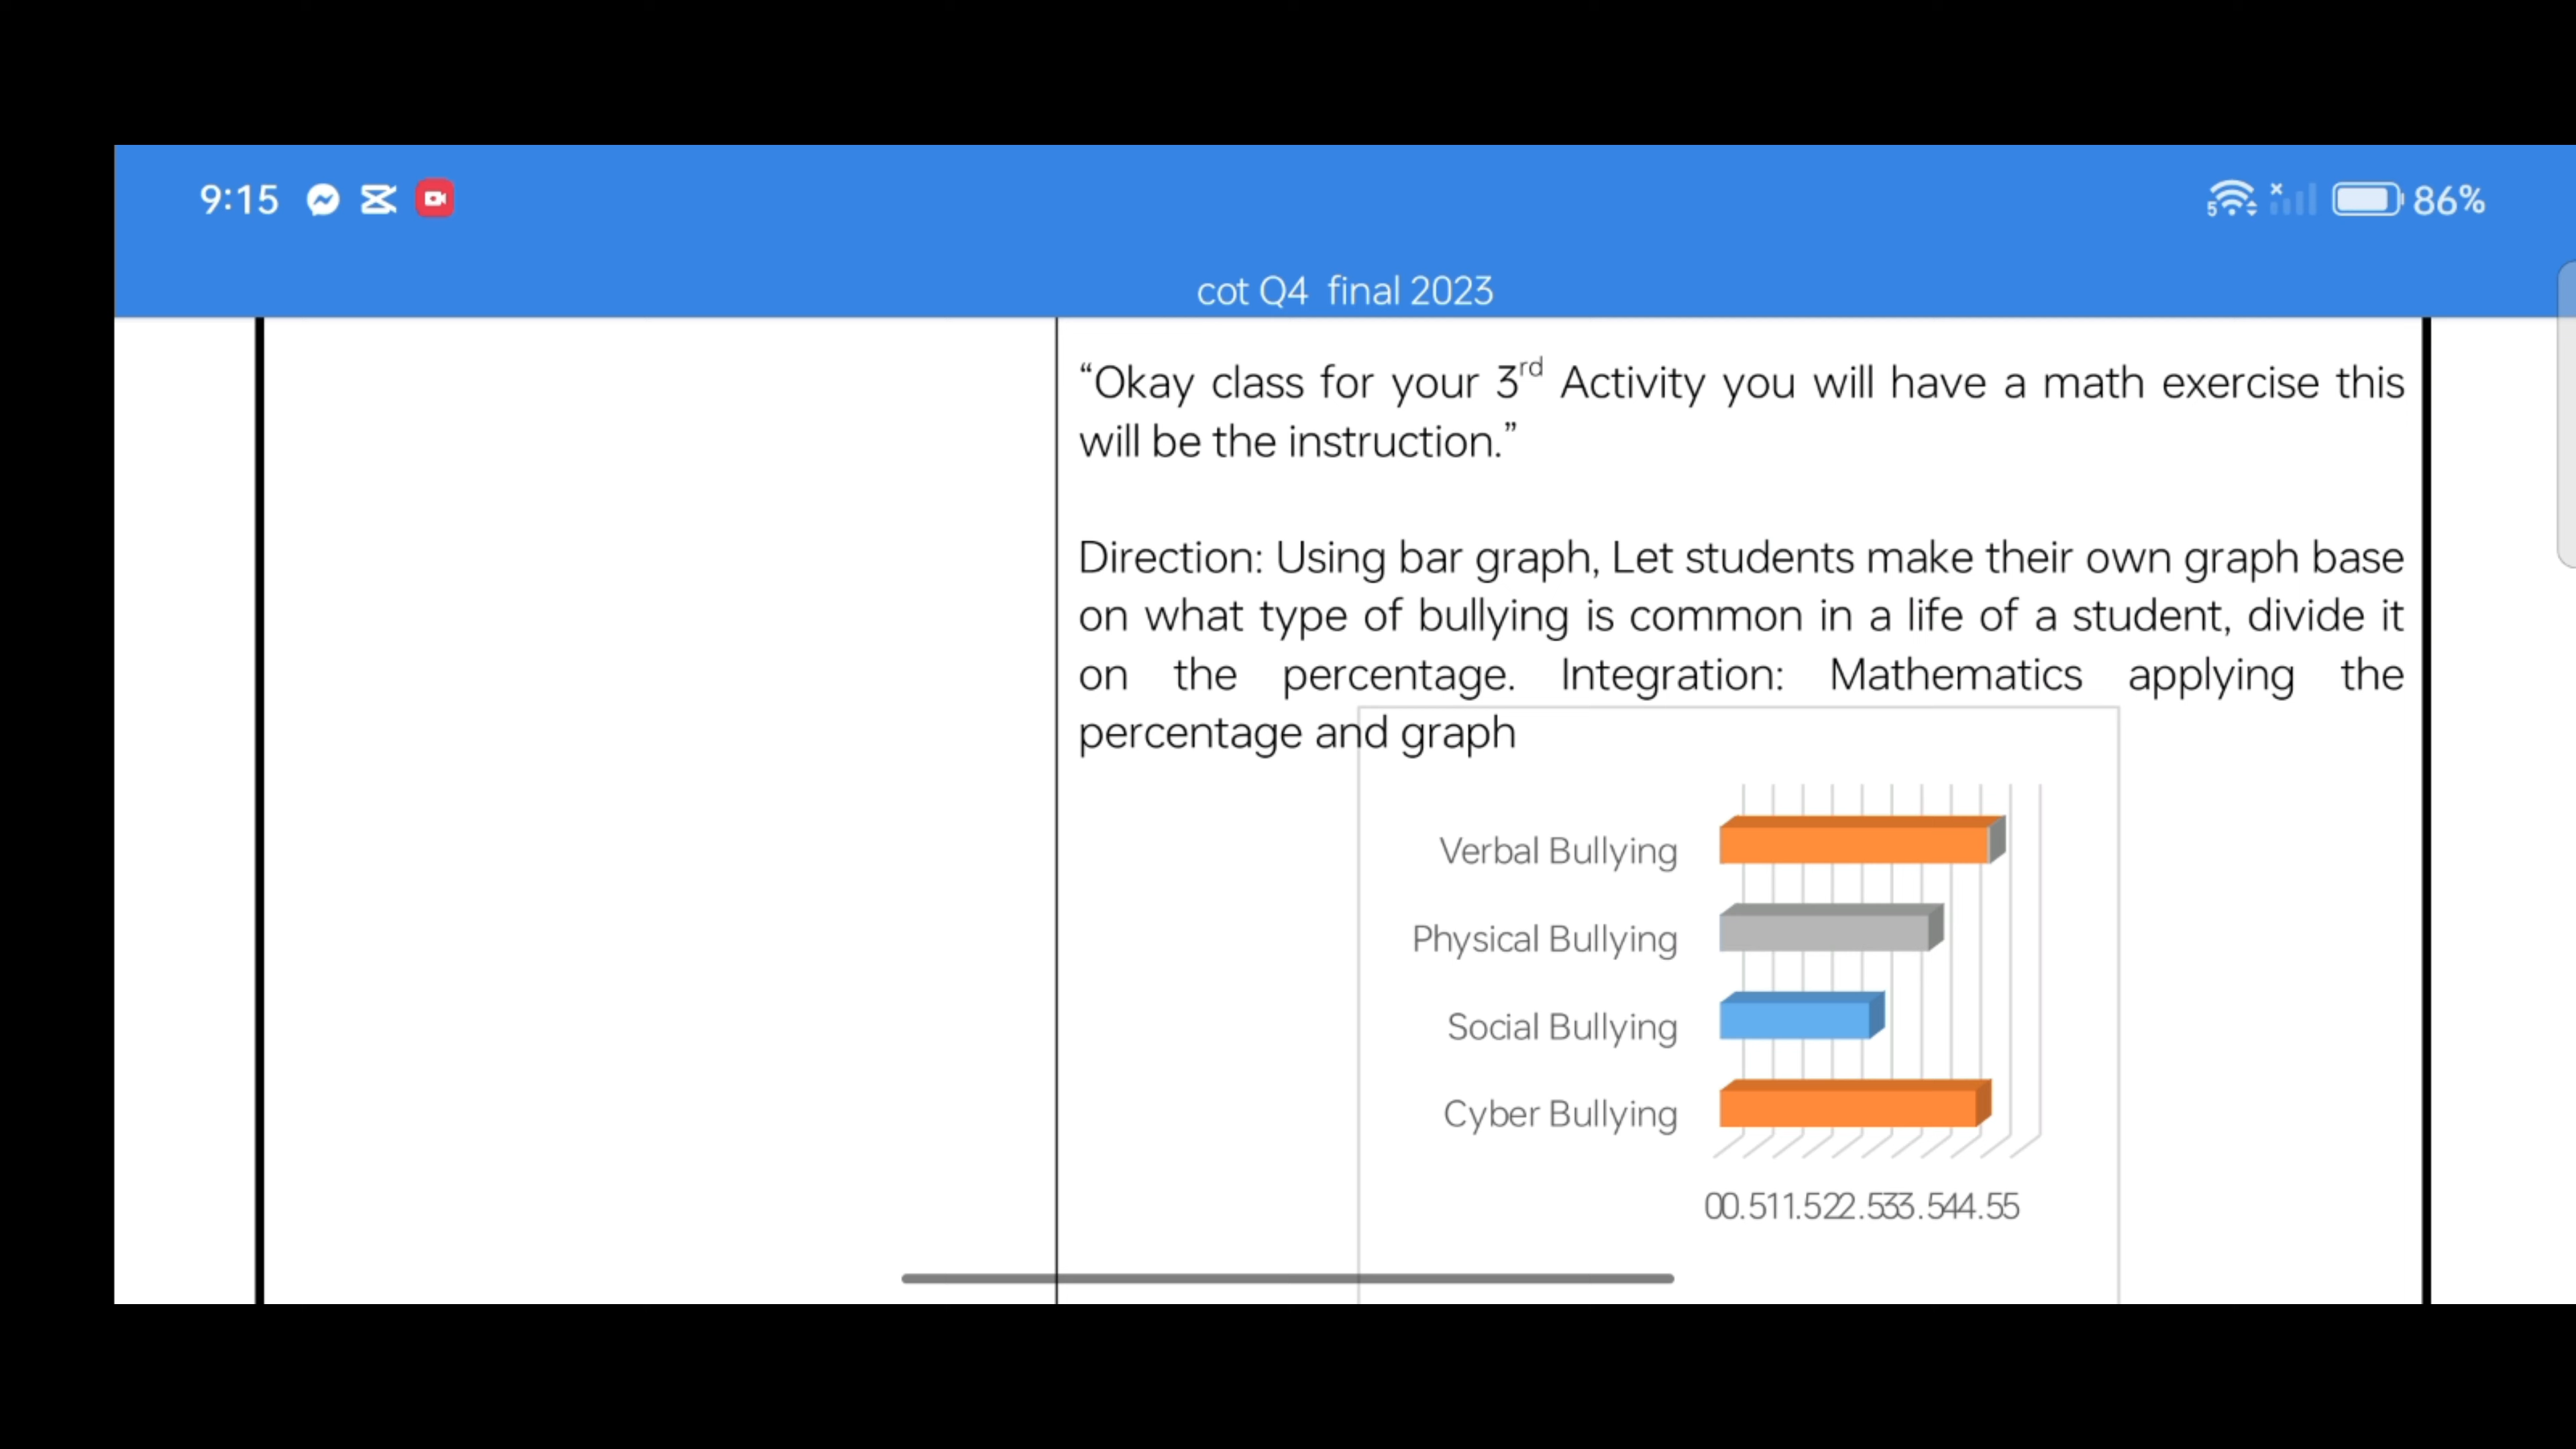 9:15
5 86%
cot Q4 final 2023
“Okay class for your 3rd Activity you will have a math exercise this
will be the instruction.”
Direction: Using bar graph, Let students make their own graph base
on what type of bullying is common in a life of a student, divide it
on the percentage. Integration: Mathematics applying the
percentage and graph
Verbal Bullying
Physical Bullying
Social Bullying
Cyber Bullying
00.511.522.533.544.55